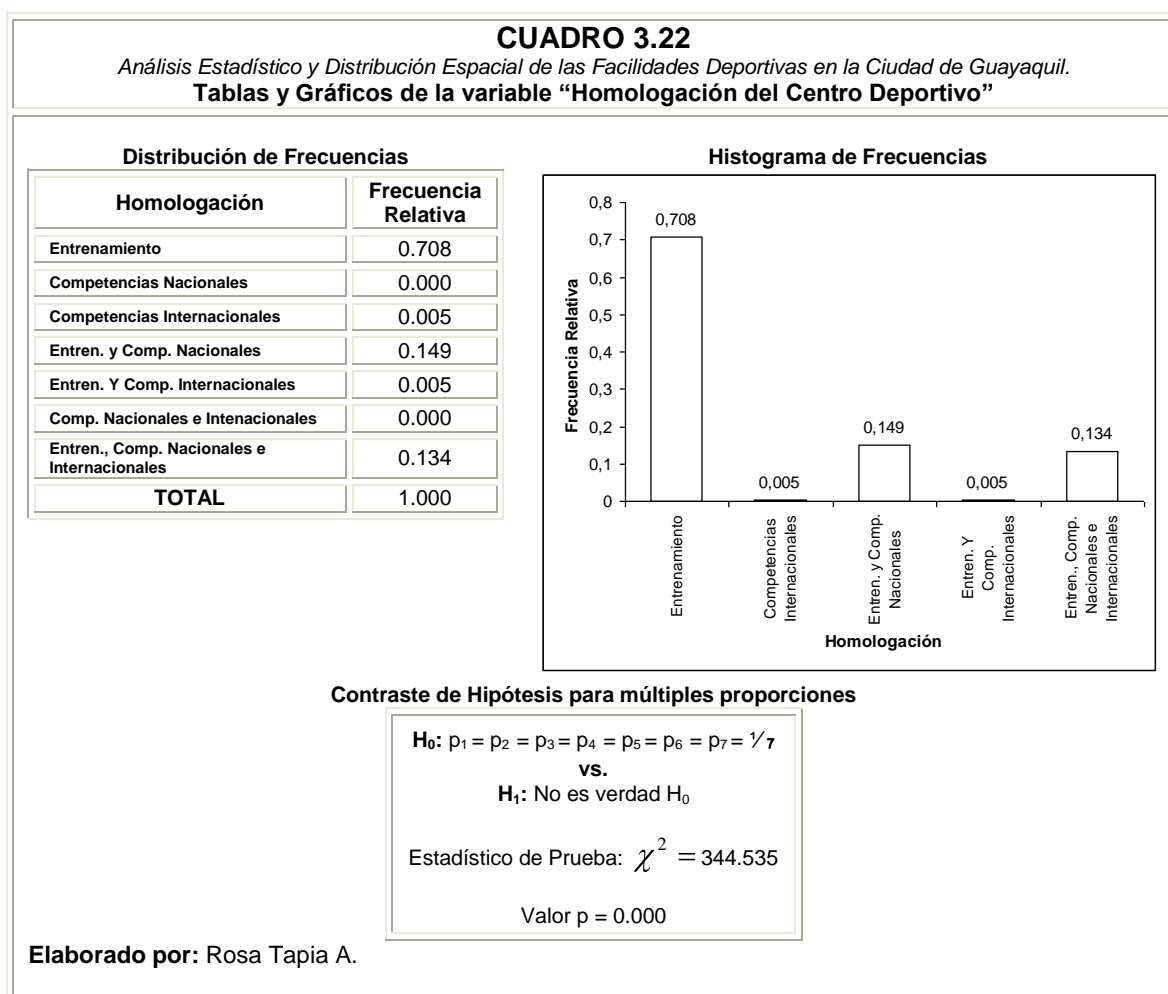 CUADRO 3.22
Análisis Estadístico y Distribución Espacial de las Facilidades Deportivas en la Ciudad de Guayaquil.
Tablas y Gráficos de la variable “Homologación del Centro Deportivo”
Distribución de Frecuencias
Homologación Frecuencia Relativa
Entrenamiento 0.708
Competencias Nacionales 0.000
Competencias Internacionales 0.005
Entren. y Comp. Nacionales 0.149
Entren. Y Comp. Internacionales 0.005
Comp. Nacionales e Intenacionales 0.000
Entren., Comp. Nacionales e
Internacionales 0.134
TOTAL 1.000
Histograma de Frecuencias
Frecuencia Relativa
0,8
0,7
0,6
0,5
0,4
0,3
0,2
0,1
0
0,708
0,005
0,149
0,005
0,134
Entrenamiento
Competencias
Internacionales
Entren. y Comp.
Nacionales
Entren. Y
Comp.
Internacionales
Entren., Comp.
Nacionales e
Internacionales
Homologación
Contraste de Hipótesis para múltiples proporciones
H₀: p₁ = p₂ = p₃ = p₄ = p₅ = p₆ = p₇ = ¹⁄₇
vs.
H₁: No es verdad H₀
Estadístico de Prueba: χ² = 344.535
Valor p = 0.000
Elaborado por: Rosa Tapia A.